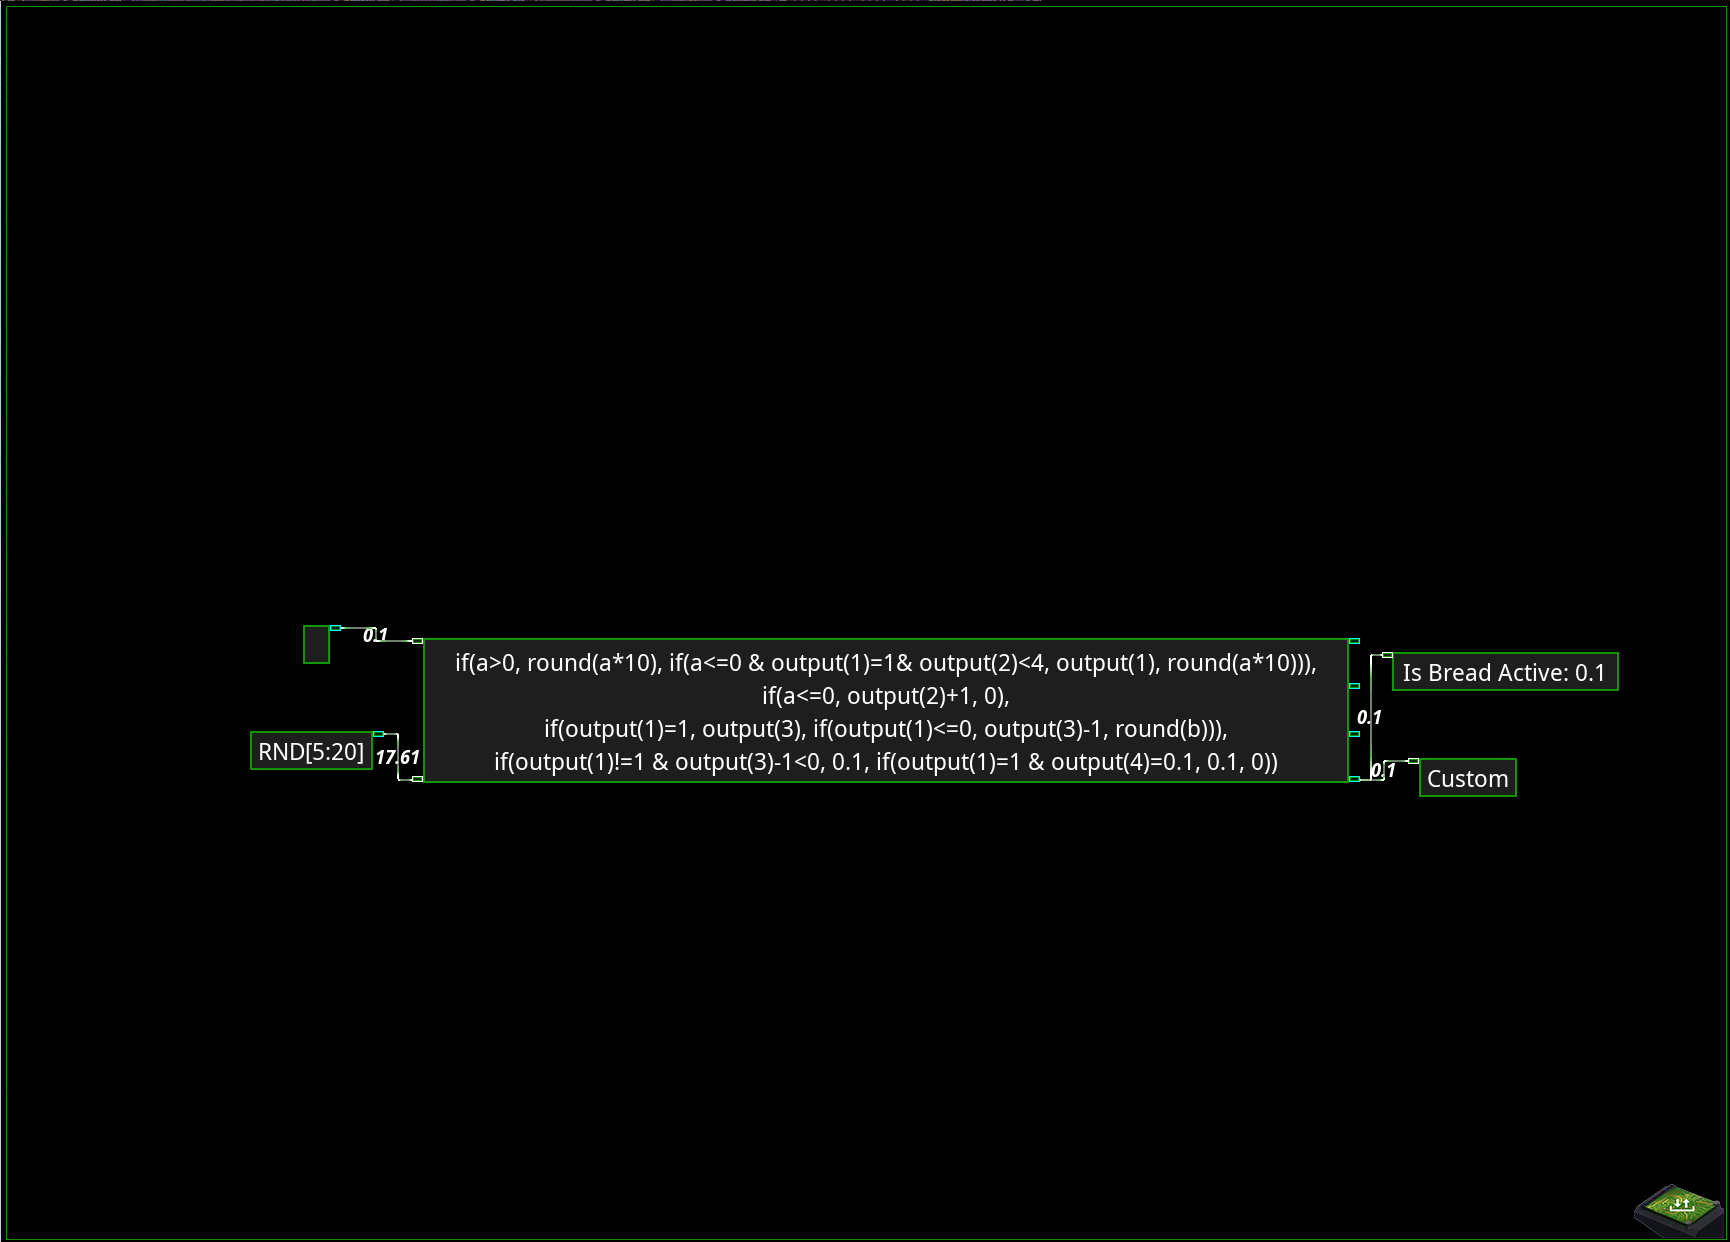 0.1
if(a>0, round(a*10), if(a<=0 & output(1)=1& output(2)<4, output(1), round(a*10))),
if(a<=0, output(2)+1, 0),
if(output(1)=1, output(3), if(output(1)<=0, output(3)-1, round(b))),
if(output(1)!=1 & output(3)-1<0, 0.1, if(output(1)=1 & output(4)=0.1, 0.1, 0))
RND[5:20]
17.61
Is Bread Active: 0.1
0.1
0.1
Custom